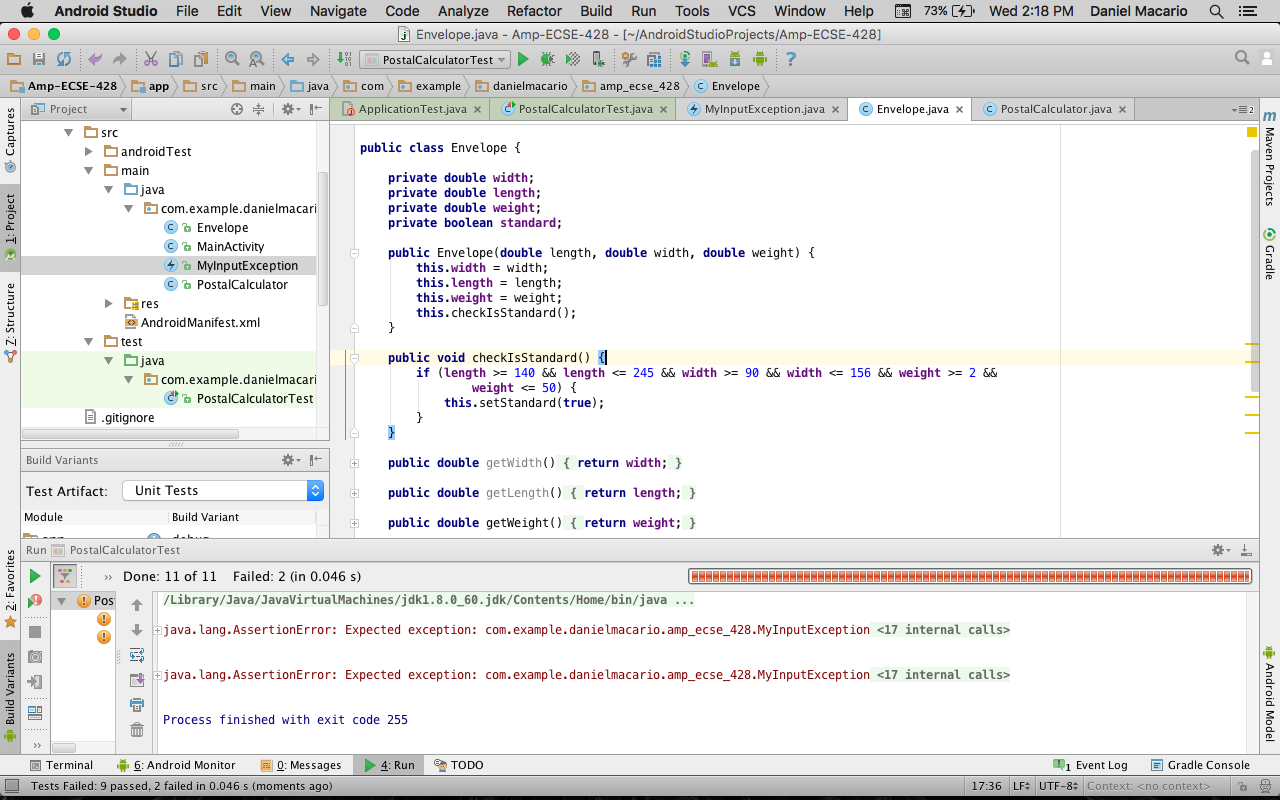 Android Studio File Edit View Navigate Code Analyze Refactor Build Run Tools VCS Window Help 73% Wed 2:18 PM Daniel Macario
Envelope.java - Amp-ECSE-428 - [~/AndroidStudioProjects/Amp-ECSE-428]
PostalCalculatorTest
Amp-ECSE-428 app src main java com example danielmacario amp_ecse_428 Envelope
Project
ApplicationTest.java PostalCalculatorTest.java MyInputException.java Envelope.java PostalCalculator.java
2
Captures
1: Project
Z: Structure
2: Favorites
Build Variants
src
androidTest
main
java
com.example.danielmacari
Envelope
MainActivity
MyInputException
PostalCalculator
res
AndroidManifest.xml
test
java
com.example.danielmacari
PostalCalculatorTest
.gitignore
Build Variants
Test Artifact: Unit Tests
Module Build Variant
public class Envelope {
private double width;
private double length;
private double weight;
private boolean standard;
public Envelope(double length, double width, double weight) {
this.width = width;
this.length = length;
this.weight = weight;
this.checkIsStandard();
}
public void checkIsStandard() {
if (length >= 140 && length <= 245 && width >= 90 && width <= 156 && weight >= 2 &&
weight <= 50) {
this.setStandard(true);
}
}
public double getWidth() { return width; }
public double getLength() { return length; }
public double getWeight() { return weight; }
m Maven Projects
Gradle
Android Model
Run PostalCalculatorTest
Done: 11 of 11 Failed: 2 (in 0.046 s)
Pos
/Library/Java/JavaVirtualMachines/jdk1.8.0_60.jdk/Contents/Home/bin/java ...
java.lang.AssertionError: Expected exception: com.example.danielmacario.amp_ecse_428.MyInputException <17 internal calls>
java.lang.AssertionError: Expected exception: com.example.danielmacario.amp_ecse_428.MyInputException <17 internal calls>
Process finished with exit code 255
Terminal 6: Android Monitor 0: Messages 4: Run TODO 1 Event Log Gradle Console
Tests Failed: 9 passed, 2 failed in 0.046 s (moments ago) 17:36 LF UTF-8 Context: <no context>